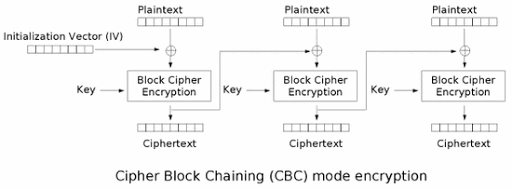 Plaintext Plaintext Plaintext
Initialization Vector (IV)
Key Block Cipher Encryption Key Block Cipher Encryption Key Block Cipher Encryption
Ciphertext Ciphertext Ciphertext
Cipher Block Chaining (CBC) mode encryption